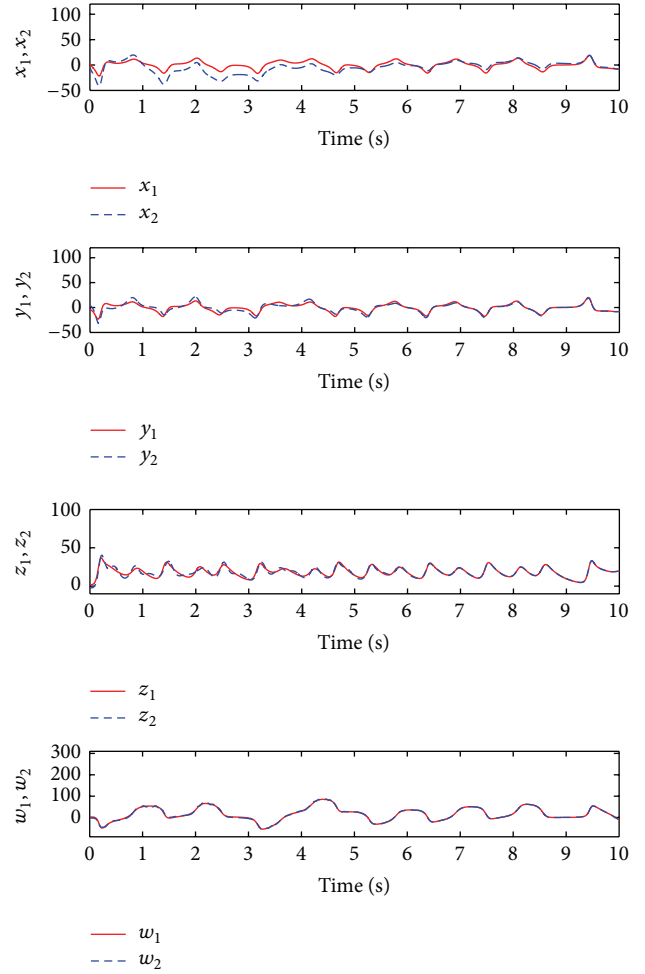 x₁, x₂
100
50
0
−50
0 1 2 3 4 5 6 7 8 9 10
Time (s)
x₁
x₂
y₁, y₂
100
50
0
−50
0 1 2 3 4 5 6 7 8 9 10
Time (s)
y₁
y₂
z₁, z₂
100
50
0
0 1 2 3 4 5 6 7 8 9 10
Time (s)
z₁
z₂
w₁, w₂
300
200
100
0
0 1 2 3 4 5 6 7 8 9 10
Time (s)
w₁
w₂